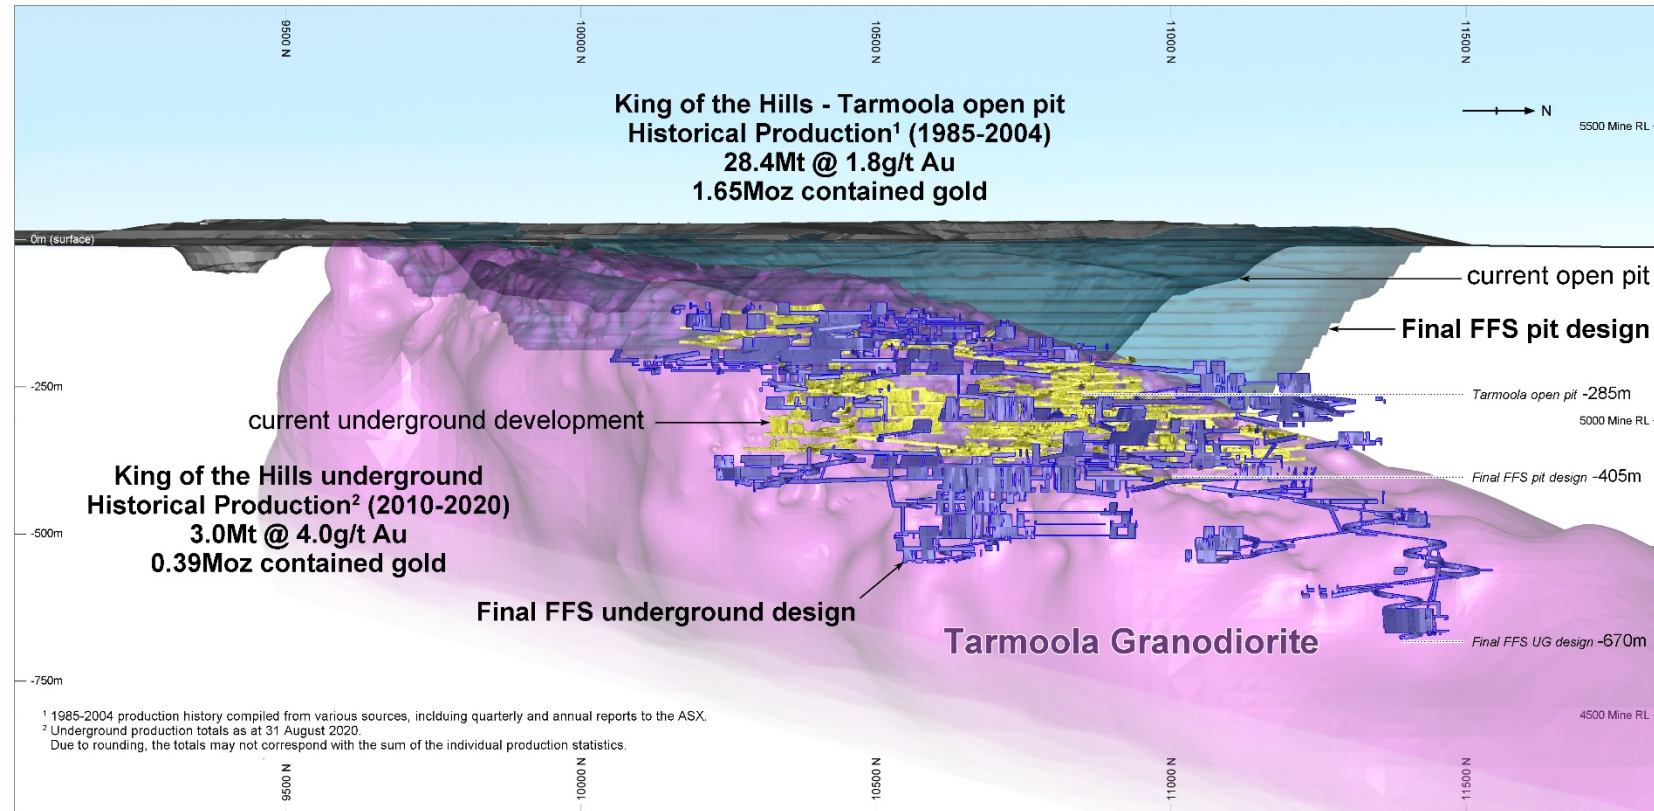 9500 N
10000 N
10500 N
11000 N
11500 N
King of the Hills - Tarmoola open pit
Historical Production¹ (1985-2004)
28.4Mt @ 1.8g/t Au
1.65Moz contained gold
N
5500 Mine RL
0m (surface)
current open pit
Final FFS pit design
-250m
Tarmoola open pit -285m
current underground development
5000 Mine RL
King of the Hills underground
Historical Production² (2010-2020)
3.0Mt @ 4.0g/t Au
0.39Moz contained gold
Final FFS pit design -405m
-500m
Final FFS underground design
Tarmoola Granodiorite
Final FFS UG design -670m
-750m
¹ 1985-2004 production history compiled from various sources, inclduing quarterly and annual reports to the ASX.
² Underground production totals as at 31 August 2020.
Due to rounding, the totals may not correspond with the sum of the individual production statistics.
4500 Mine RL
9500 N
10000 N
10500 N
11000 N
11500 N